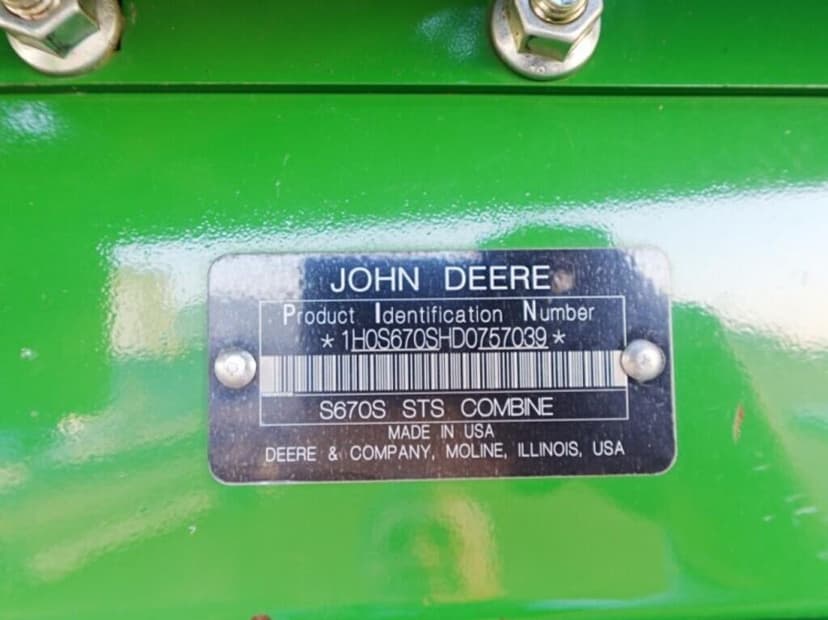 JOHN DEERE
Product Identification Number
*1H0S670SHD0757039*
S670S STS COMBINE
MADE IN USA
DEERE & COMPANY, MOLINE, ILLINOIS, USA